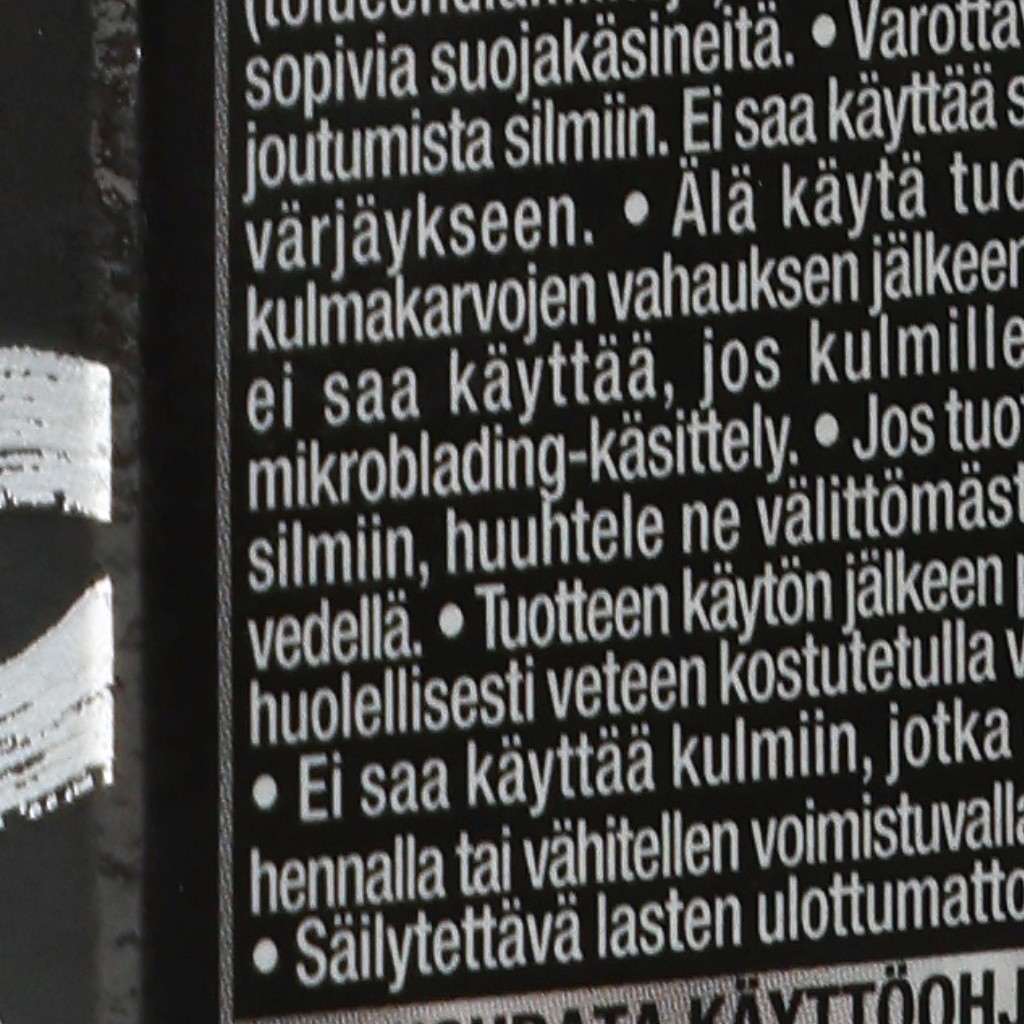 sopivia suojakäsineitä. • Varotta
joutumista silmiin. Ei saa käyttää s
värjäykseen. • Älä käytä tuo
kulmakarvojen vahauksen jälkeen
ei saa käyttää, jos kulmille
mikroblading-käsittely. • Jos tuot
silmiin, huuhtele ne välittömäst
vedellä. • Tuotteen käytön jälkeen p
huolellisesti veteen kostutetulla v
• Ei saa käyttää kulmiin, jotka
hennalla tai vähitellen voimistuvalla
• Säilytettävä lasten ulottumatto
KÄYTTÖOHJ